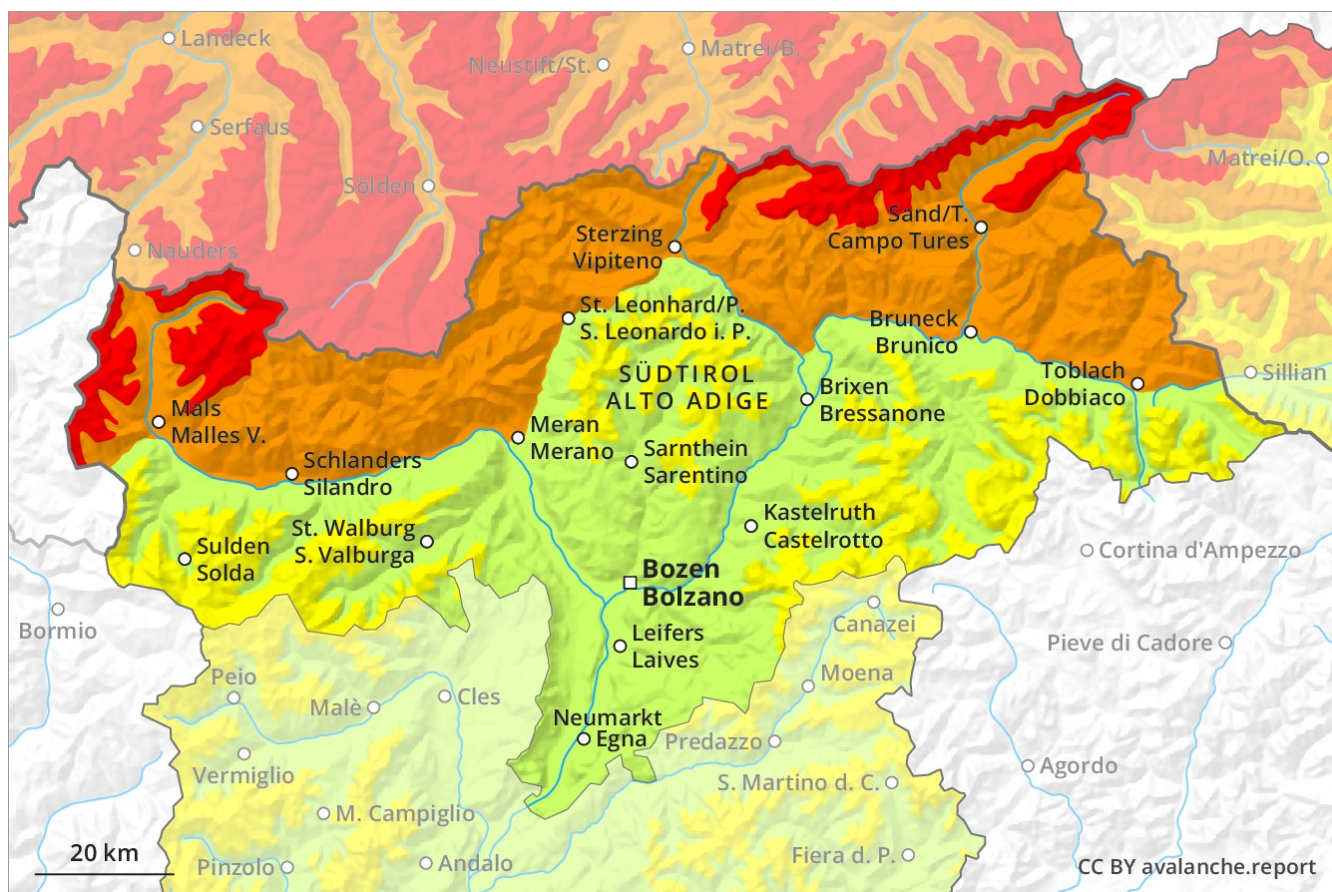 Landeck
Matrei/B.
Neustift/St.
Serfaus
Matrei/O.
Sölden
Sand/T.
Campo Tures
Nauders
Sterzing
Vipiteno
St. Leonhard/P.
S. Leonardo i. P.
Bruneck
Brunico
SÜDTIROL
ALTO ADIGE
Toblach
Dobbiaco
Sillian
Brixen
Bressanone
Mals
Malles V.
Meran
Merano
Sarnthein
Sarentino
Schlanders
Silandro
Kastelruth
Castelrotto
St. Walburg
S. Valburga
Sulden
Solda
Cortina d'Ampezzo
Bozen
Bolzano
Bormio
Canazei
Leifers
Laives
Pieve di Cadore
Peio
Moena
Malè
Cles
Neumarkt
Egna
Predazzo
Vermiglio
Agordo
S. Martino d. C.
M. Campiglio
20 km
Pinzolo
Andalo
Fiera d. P.
CC BY avalanche.report